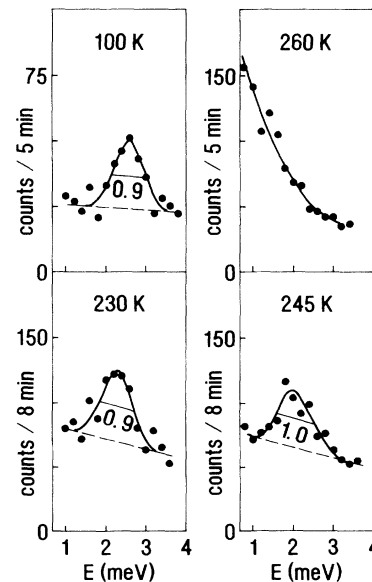 100 K
260 K
75
150
counts / 5 min
counts / 5 min
0.9
0
0
230 K
245 K
150
150
counts / 8 min
counts / 8 min
0.9
1.0
0
0
1 2 3 4
1 2 3 4
E (meV)
E (meV)